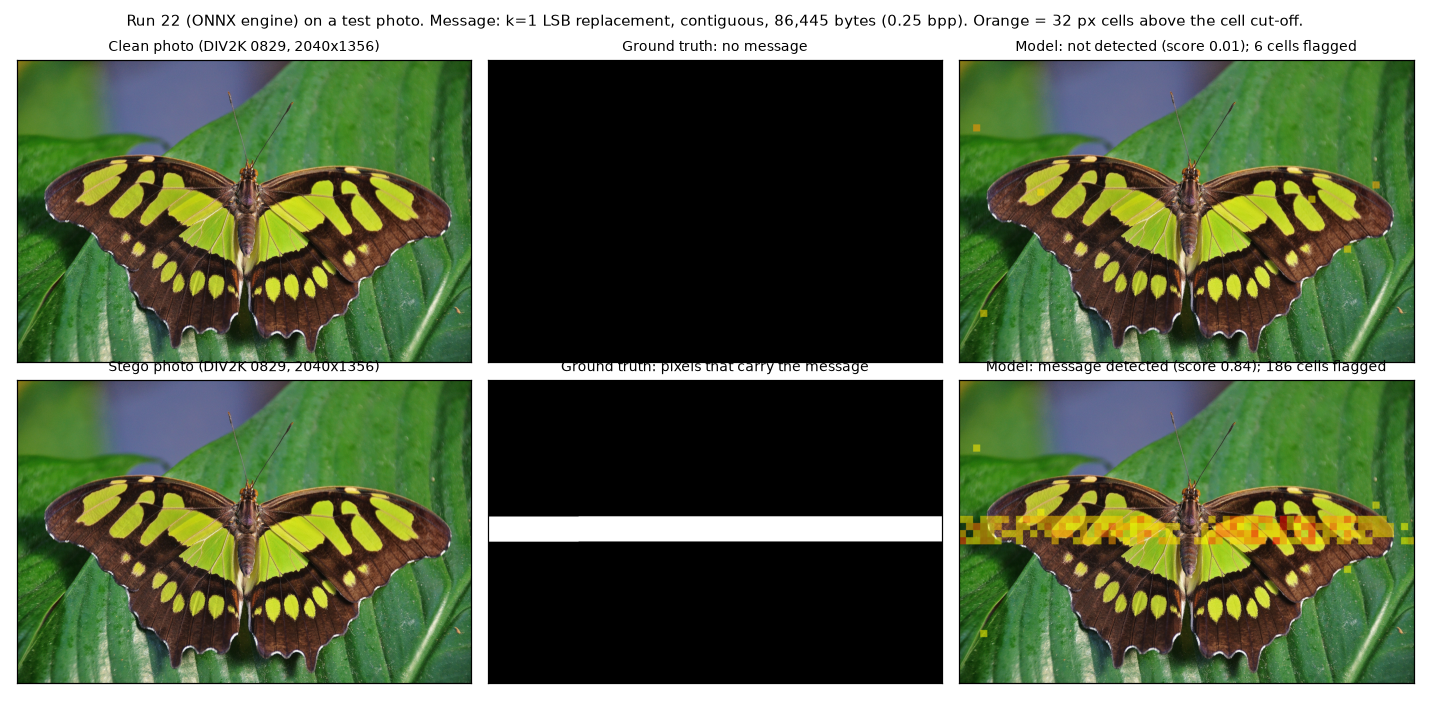 Run 22 (ONNX engine) on a test photo. Message: k=1 LSB replacement, contiguous, 86,445 bytes (0.25 bpp). Orange = 32 px cells above the cell cut-off.
Clean photo (DIV2K 0829, 2040x1356)
Ground truth: no message
Model: not detected (score 0.01); 6 cells flagged
Stego photo (DIV2K 0829, 2040x1356)
Ground truth: pixels that carry the message
Model: message detected (score 0.84); 186 cells flagged